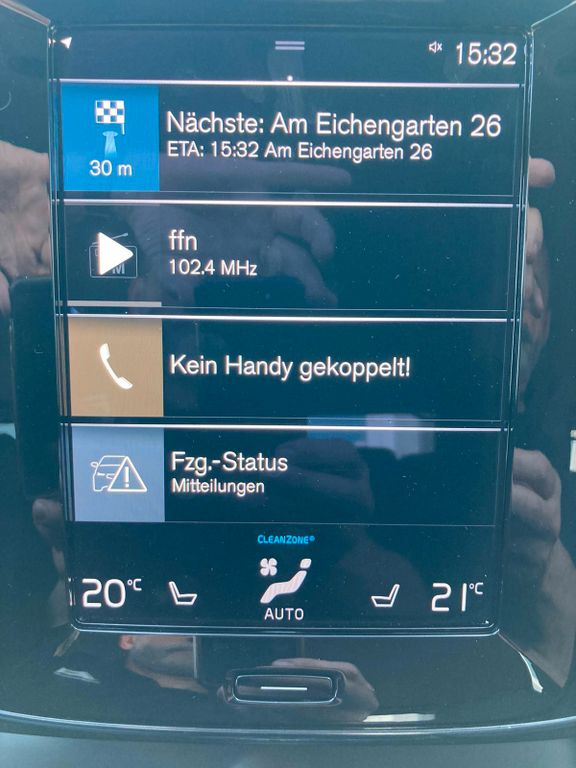 15:32
Nächste: Am Eichengarten 26
ETA: 15:32 Am Eichengarten 26
30 m
ffn
102.4 MHz
Kein Handy gekoppelt!
Fzg.-Status
Mitteilungen
CLEANZONE®
20°C
21°C
AUTO